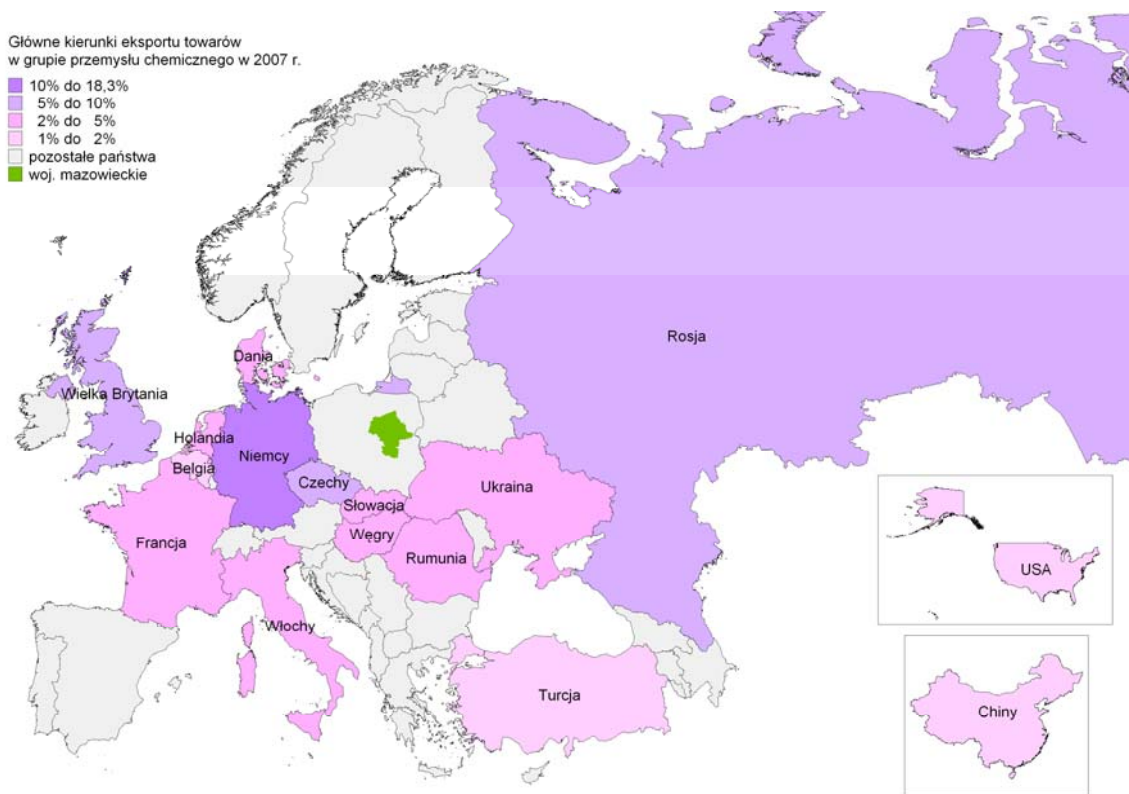 Główne kierunki eksportu towarów
w grupie przemysłu chemicznego w 2007 r.
10% do 18,3%
5% do 10%
2% do 5%
1% do 2%
pozostałe państwa
woj. mazowieckie
Rosja
Dania
Wielka Brytania
Holandia
Niemcy
Belgia
Czechy
Ukraina
Słowacja
Węgry
Francja
Rumunia
USA
Włochy
Turcja
Chiny